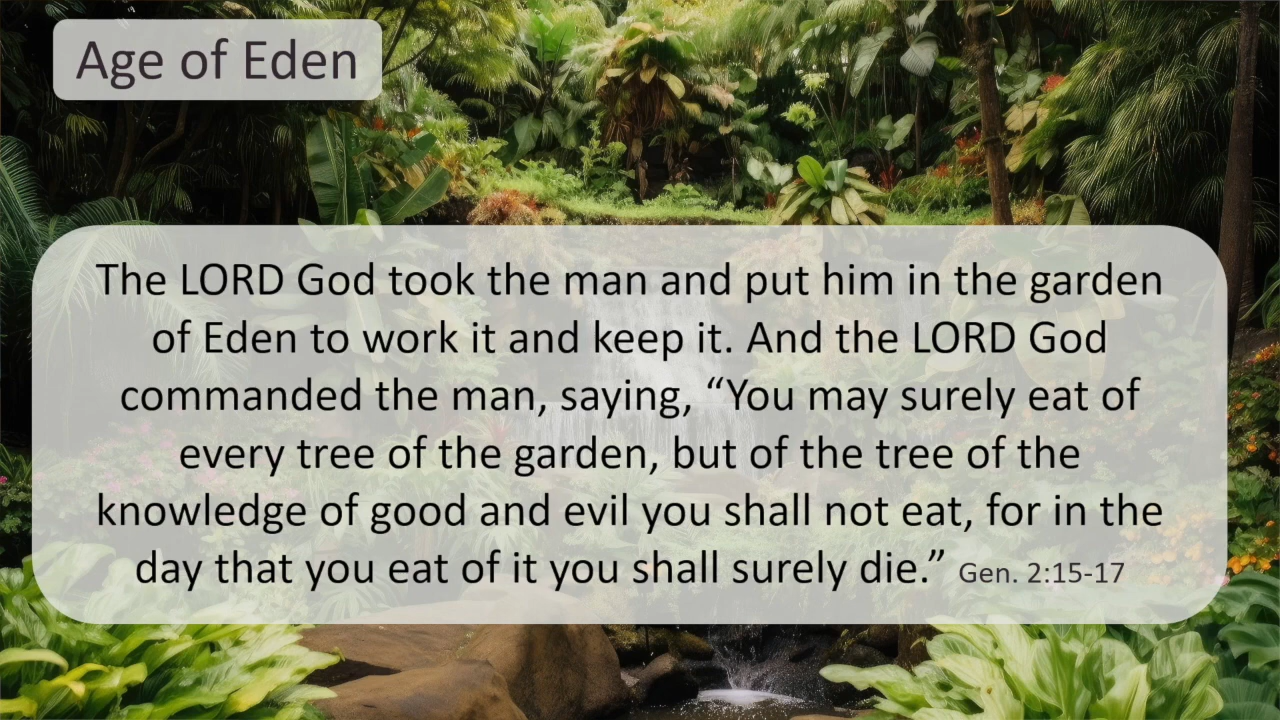 Age of Eden
The LORD God took the man and put him in the garden
of Eden to work it and keep it. And the LORD God
commanded the man, saying, “You may surely eat of
every tree of the garden, but of the tree of the
knowledge of good and evil you shall not eat, for in the
day that you eat of it you shall surely die.” Gen. 2:15-17